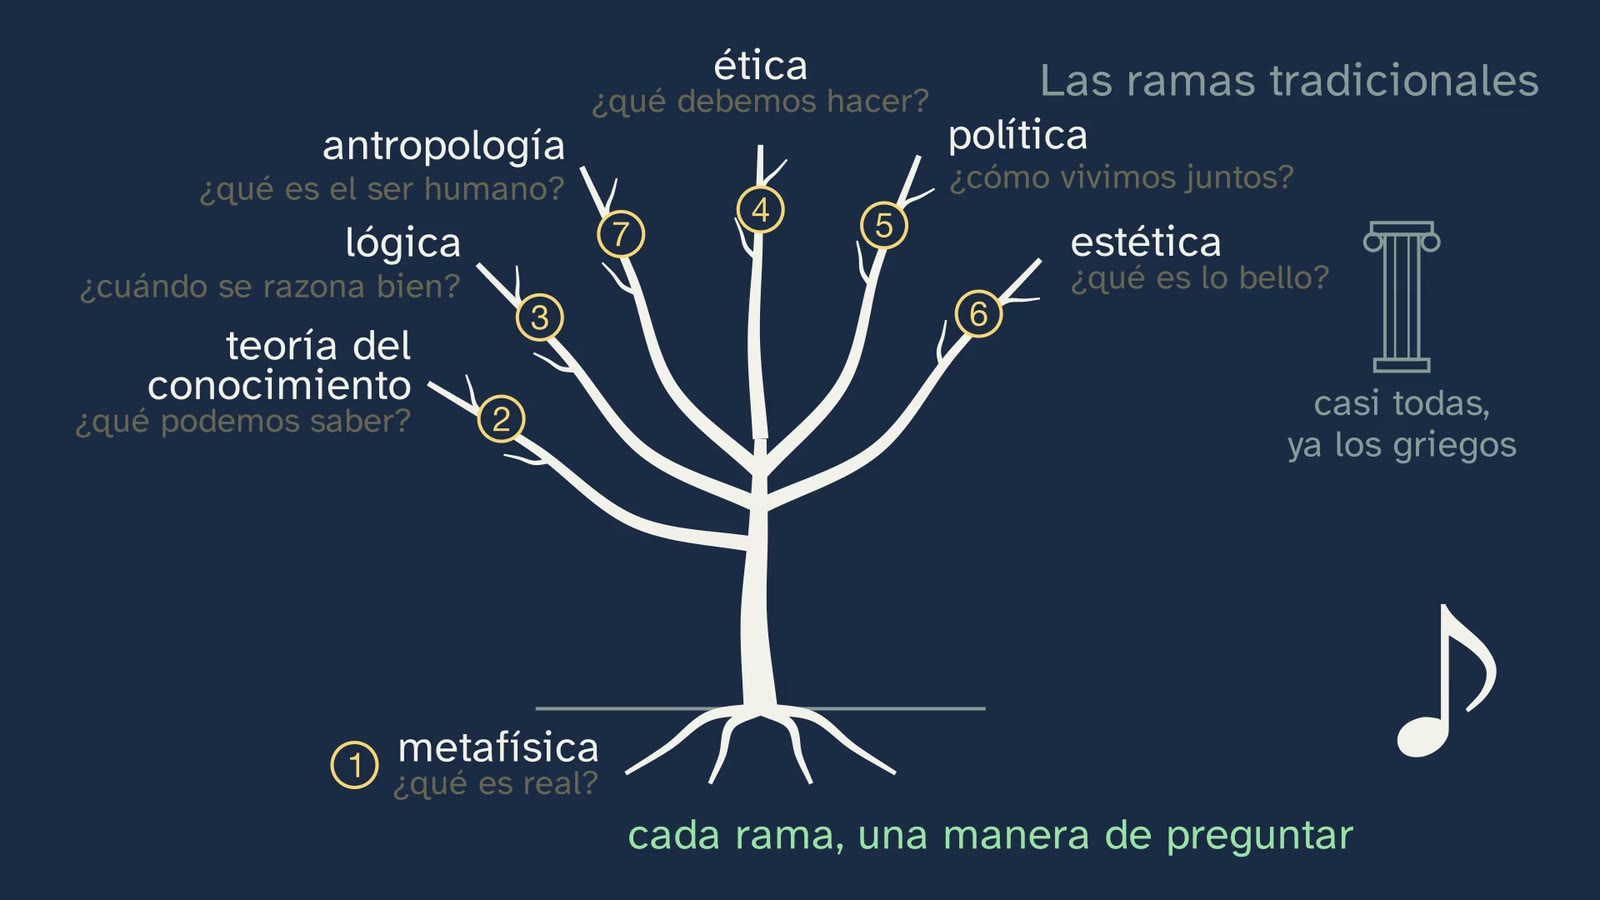 Las ramas tradicionales
ética
¿qué debemos hacer?
antropología
¿qué es el ser humano?
política
¿cómo vivimos juntos?
lógica
¿cuándo se razona bien?
estética
¿qué es lo bello?
teoría del
conocimiento
¿qué podemos saber?
7
4
5
3
6
2
casi todas,
ya los griegos
1
metafísica
¿qué es real?
cada rama, una manera de preguntar